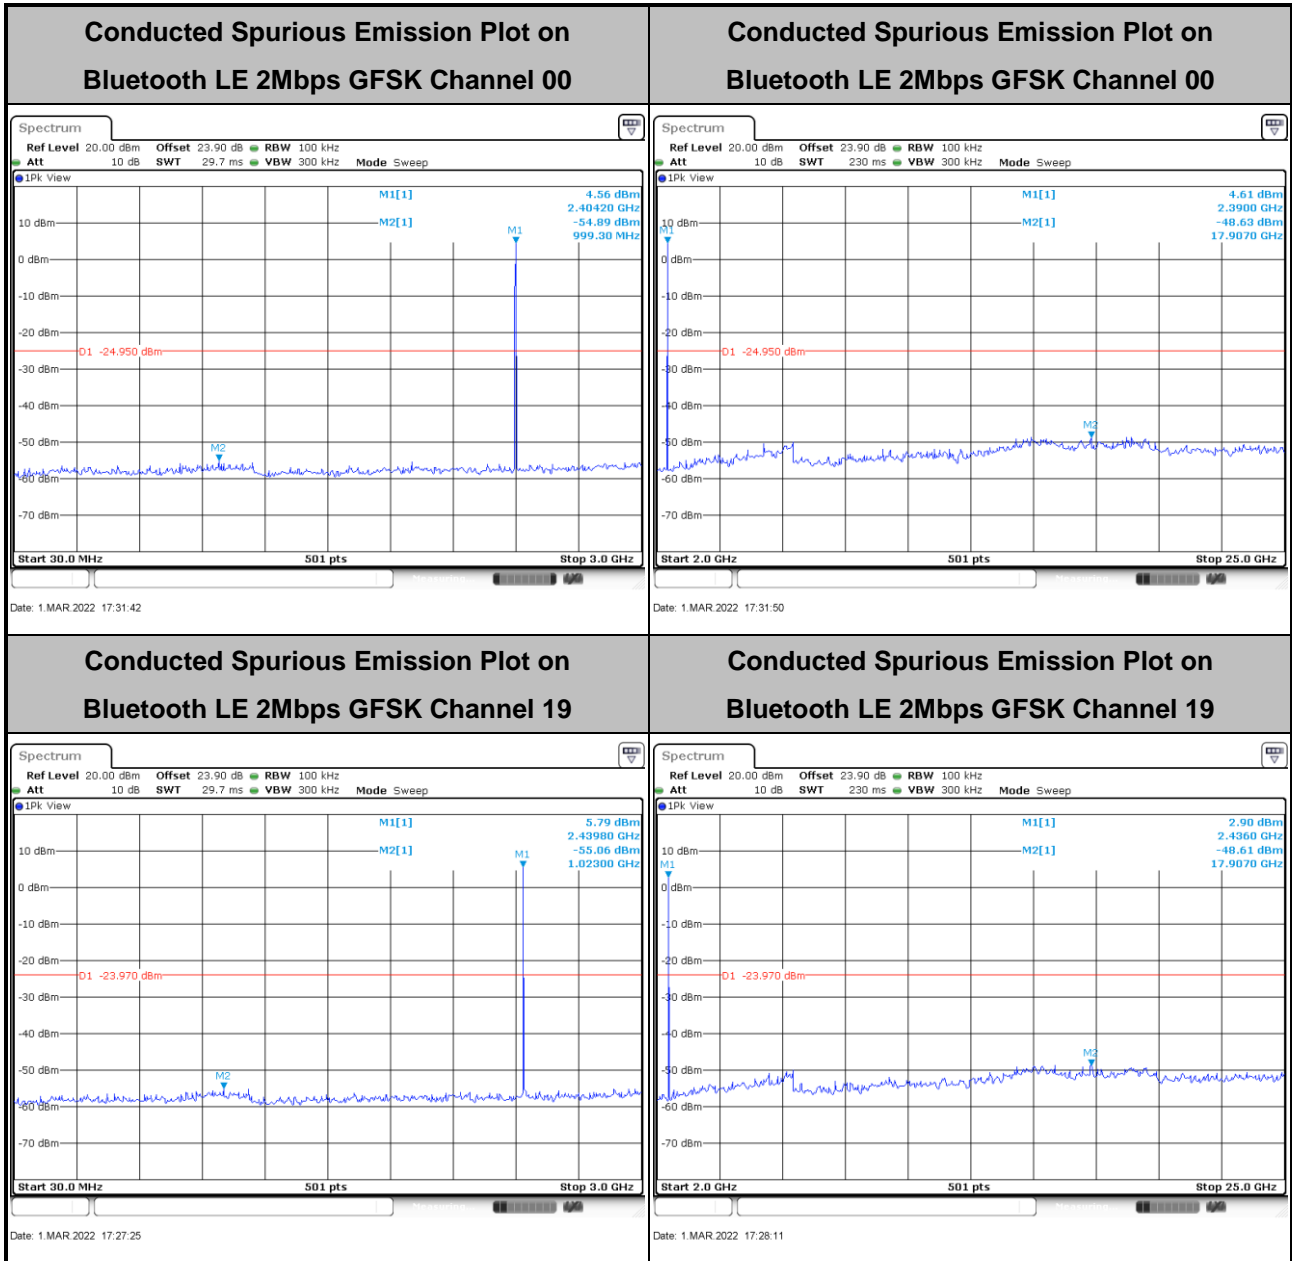 Conducted Spurious Emission Plot on
Bluetooth LE 2Mbps GFSK Channel 00
Spectrum
Ref Level 20.00 dBm Offset 23.90 dB RBW 100 kHz
Att 10 dB SWT 29.7 ms VBW 300 kHz Mode Sweep
1Pk View
M1[1] 4.56 dBm
2.40420 GHz
M2[1] -54.89 dBm
999.30 MHz
M1
10 dBm
0 dBm
-10 dBm
-20 dBm
D1 -24.950 dBm
-30 dBm
-40 dBm
-50 dBm
M2
-60 dBm
-70 dBm
Start 30.0 MHz 501 pts Stop 3.0 GHz
Date: 1.MAR.2022 17:31:42
Conducted Spurious Emission Plot on
Bluetooth LE 2Mbps GFSK Channel 00
Spectrum
Ref Level 20.00 dBm Offset 23.90 dB RBW 100 kHz
Att 10 dB SWT 230 ms VBW 300 kHz Mode Sweep
1Pk View
M1[1] 4.61 dBm
2.3900 GHz
M2[1] -48.63 dBm
17.9070 GHz
10 dBm
M1
0 dBm
-10 dBm
-20 dBm
D1 -24.950 dBm
-30 dBm
-40 dBm
M2
-50 dBm
-60 dBm
-70 dBm
Start 2.0 GHz 501 pts Stop 25.0 GHz
Date: 1.MAR.2022 17:31:50
Conducted Spurious Emission Plot on
Bluetooth LE 2Mbps GFSK Channel 19
Spectrum
Ref Level 20.00 dBm Offset 23.90 dB RBW 100 kHz
Att 10 dB SWT 29.7 ms VBW 300 kHz Mode Sweep
1Pk View
M1[1] 5.79 dBm
2.43980 GHz
M2[1] -55.06 dBm
1.02300 GHz
10 dBm
M1
0 dBm
-10 dBm
-20 dBm
D1 -23.970 dBm
-30 dBm
-40 dBm
-50 dBm
M2
-60 dBm
-70 dBm
Start 30.0 MHz 501 pts Stop 3.0 GHz
Date: 1.MAR.2022 17:27:25
Conducted Spurious Emission Plot on
Bluetooth LE 2Mbps GFSK Channel 19
Spectrum
Ref Level 20.00 dBm Offset 23.90 dB RBW 100 kHz
Att 10 dB SWT 230 ms VBW 300 kHz Mode Sweep
1Pk View
M1[1] 2.90 dBm
2.4360 GHz
M2[1] -48.61 dBm
17.9070 GHz
10 dBm
M1
0 dBm
-10 dBm
-20 dBm
D1 -23.970 dBm
-30 dBm
-40 dBm
M2
-50 dBm
-60 dBm
-70 dBm
Start 2.0 GHz 501 pts Stop 25.0 GHz
Date: 1.MAR.2022 17:28:11